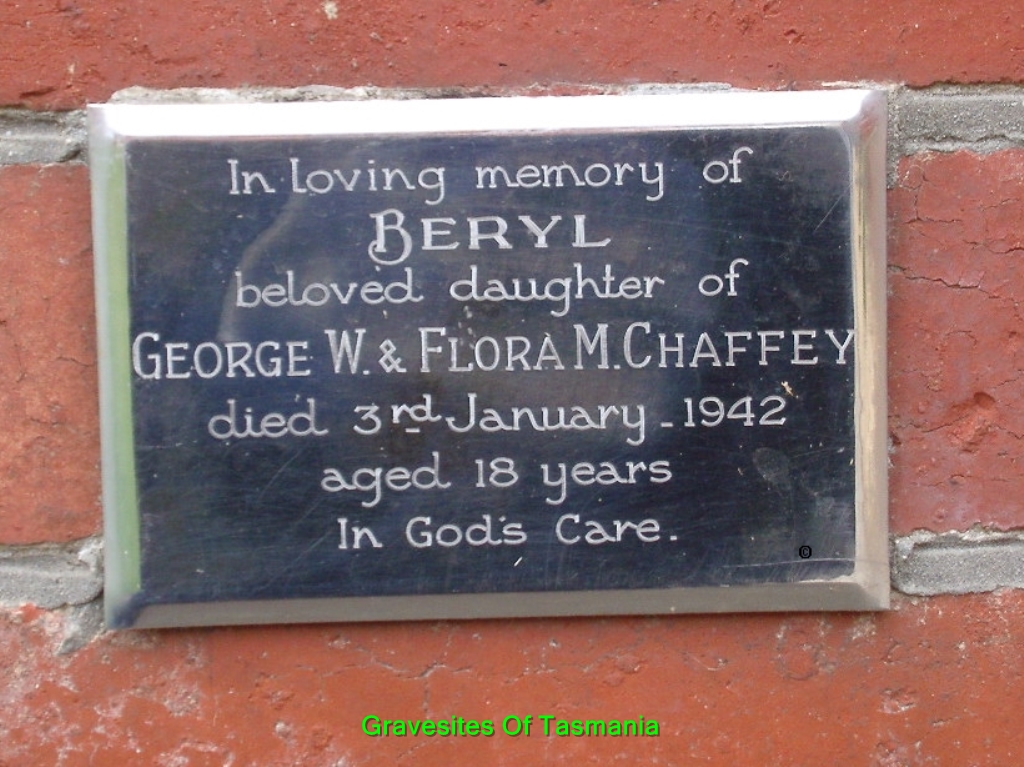 In loving memory of
BERYL
beloved daughter of
GEORGE W. & FLORA M. CHAFFEY
died 3rd January - 1942
aged 18 years
In God's Care.
©
Gravesites Of Tasmania